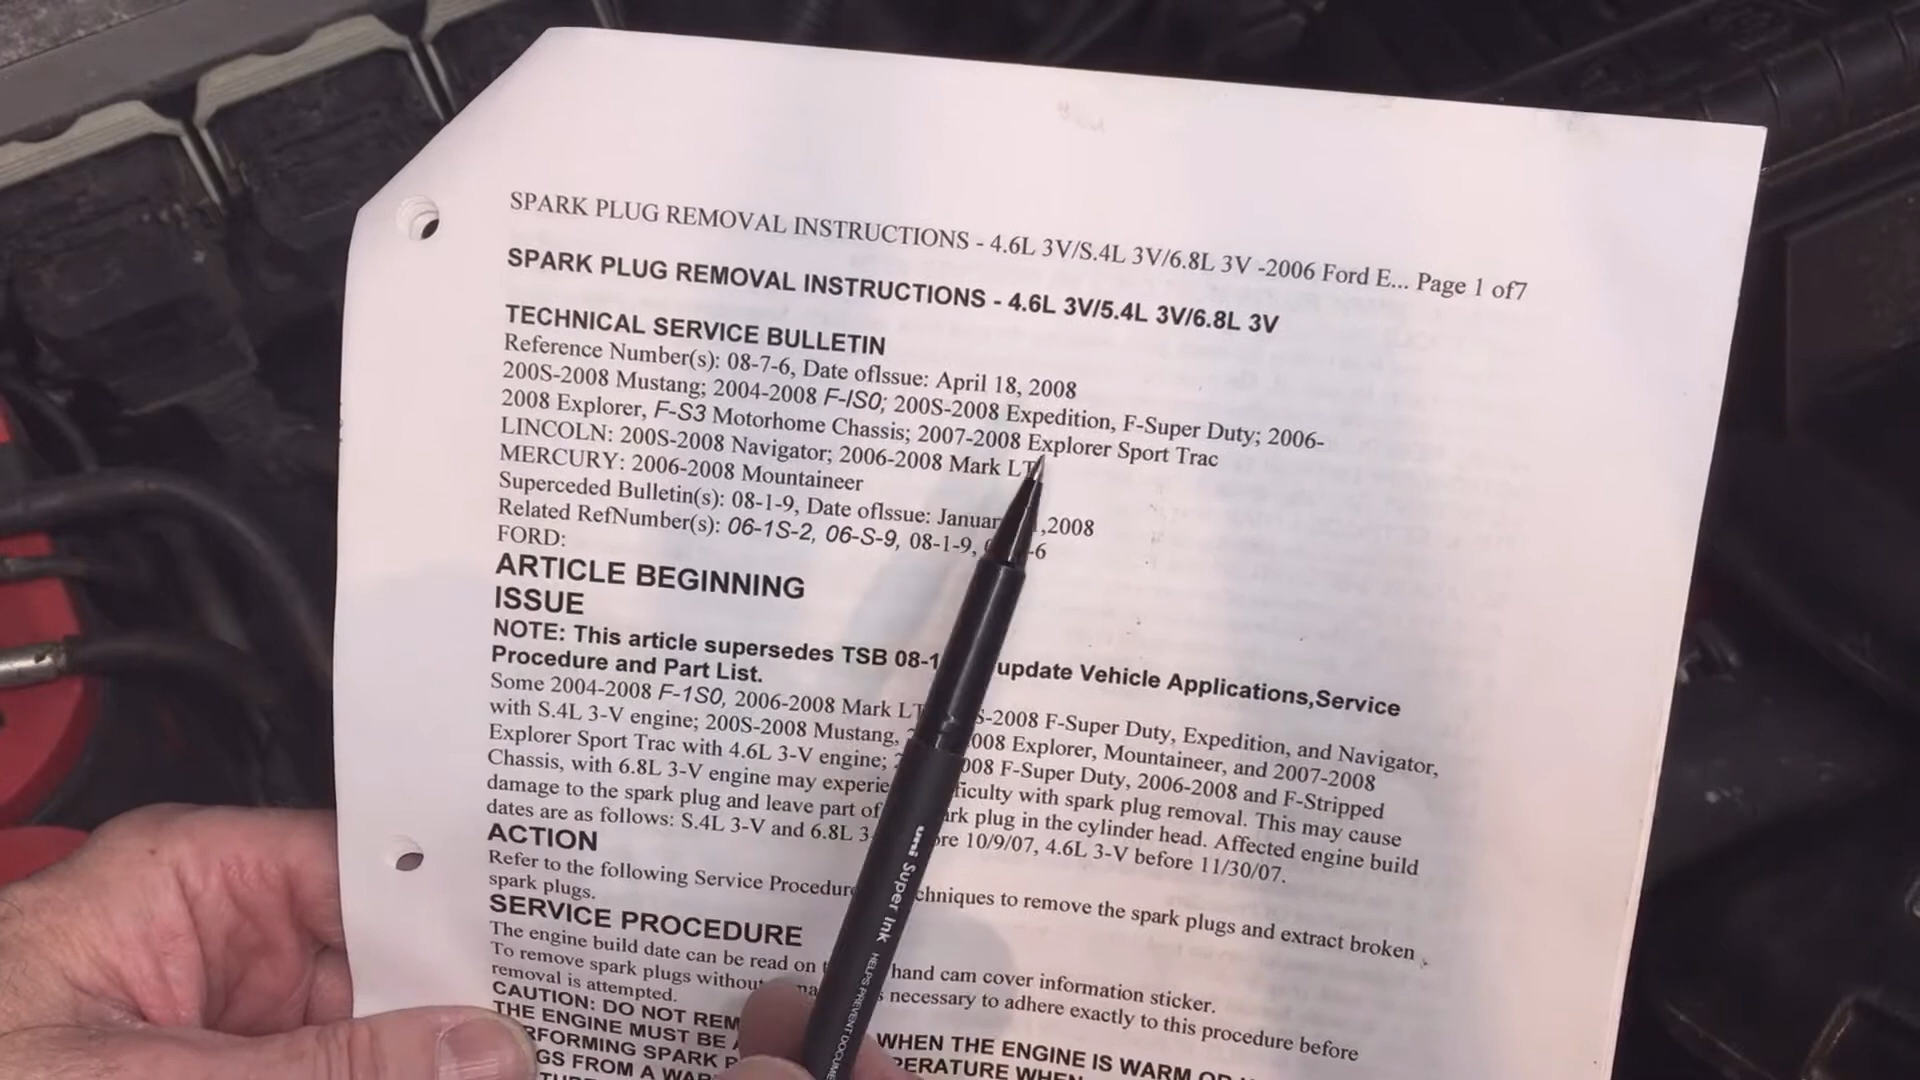 SPARK PLUG REMOVAL INSTRUCTIONS - 4.6L 3V/S.4L 3V/6.8L 3V -2006 Ford E... Page 1 of7
SPARK PLUG REMOVAL INSTRUCTIONS - 4.6L 3V/5.4L 3V/6.8L 3V
TECHNICAL SERVICE BULLETIN
Reference Number(s): 08-7-6, Date ofIssue: April 18, 2008
200S-2008 Mustang; 2004-2008 F-IS0; 200S-2008 Expedition, F-Super Duty; 2006-
2008 Explorer, F-S3 Motorhome Chassis; 2007-2008 Explorer Sport Trac
LINCOLN: 200S-2008 Navigator; 2006-2008 Mark LT
MERCURY: 2006-2008 Mountaineer
Superceded Bulletin(s): 08-1-9, Date ofIssue: ,2008
Related RefNumber(s): 06-1S-2, 06-S-9, 08-1-9, -6
FORD:
ARTICLE BEGINNING
ISSUE
NOTE: This article supersedes TSB 08-1 update Vehicle Applications,Service
Procedure and Part List.
Some 2004-2008 F-1S0, 2006-2008 Mark LT S-2008 F-Super Duty, Expedition, and Navigator,
with S.4L 3-V engine; 200S-2008 Mustang, 008 Explorer, Mountaineer, and 2007-2008
Explorer Sport Trac with 4.6L 3-V engine; 008 F-Super Duty, 2006-2008 and F-Stripped
Chassis, with 6.8L 3-V engine may with spark plug removal. This may cause
damage to the spark plug and leave part of plug in the cylinder head. Affected engine build
dates are as follows: S.4L 3-V and 6.8L 10/9/07, 4.6L 3-V before 11/30/07.
ACTION
Refer to the following Service to remove the spark plugs and extract broken
spark plugs.
SERVICE PROCEDURE
The engine build date can be read on hand cam cover information sticker.
To remove spark plugs necessary to adhere exactly to this procedure before
removal is attempted.
CAUTION: DO NOT WHEN THE ENGINE IS WARM
THE ENGINE MUST BE WHEN
SPARK
FROM A
uni Super Ink HELPS PREVENT